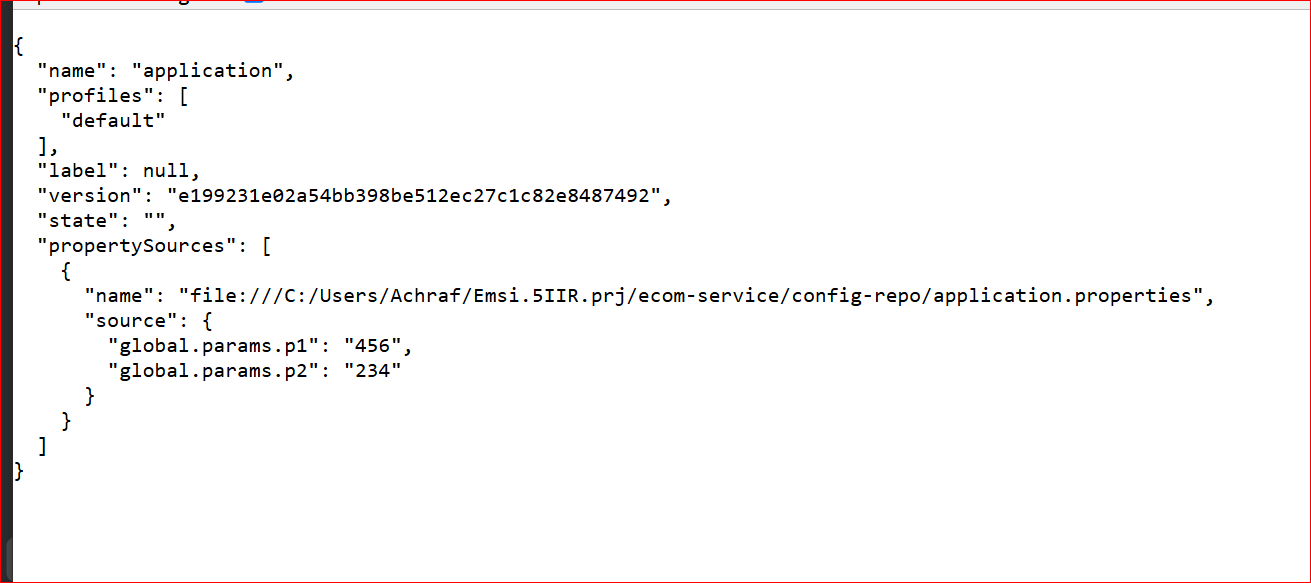 {
  "name": "application",
  "profiles": [
    "default"
  ],
  "label": null,
  "version": "e199231e02a54bb398be512ec27c1c82e8487492",
  "state": "",
  "propertySources": [
    {
      "name": "file:///C:/Users/Achraf/Emsi.5IIR.prj/ecom-service/config-repo/application.properties",
      "source": {
        "global.params.p1": "456",
        "global.params.p2": "234"
      }
    }
  ]
}